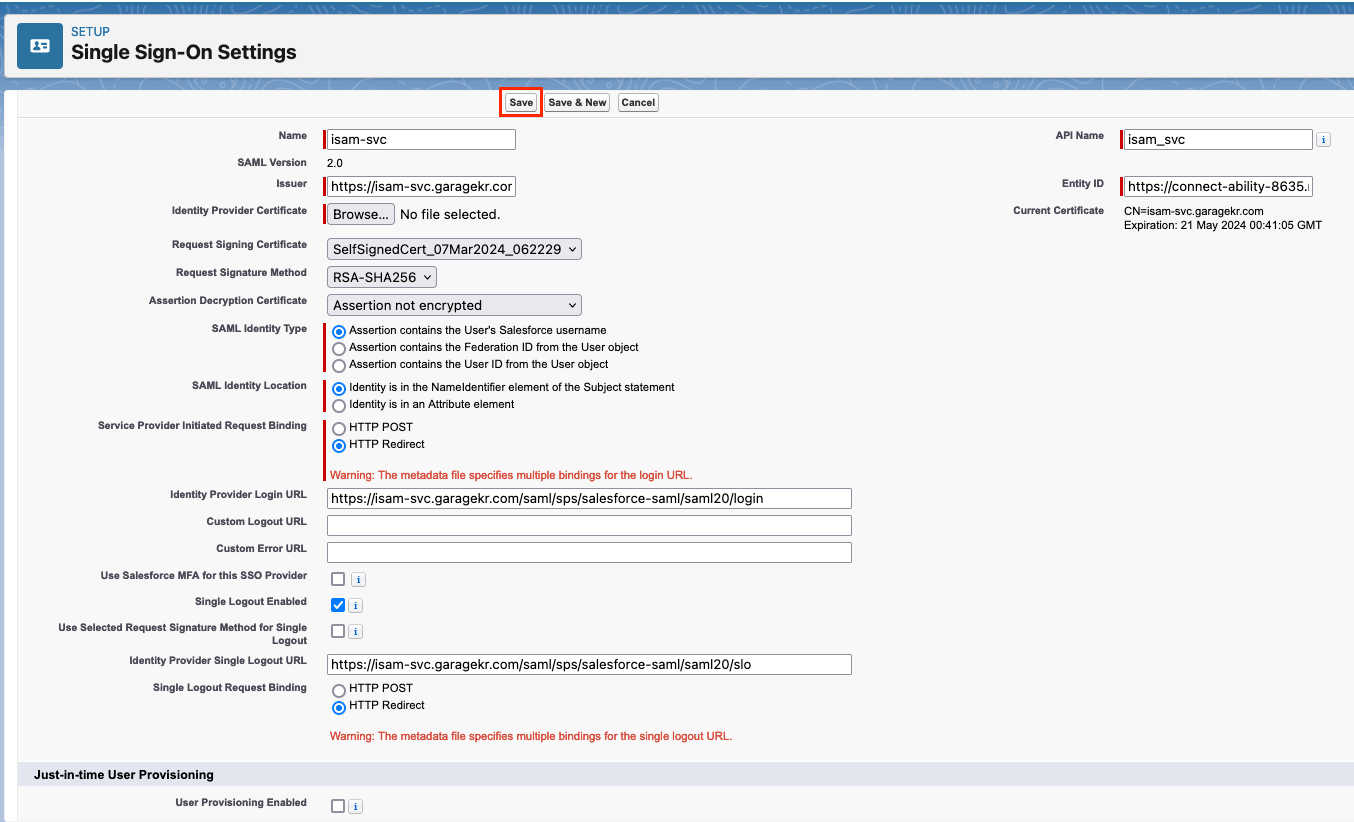 SETUP
Single Sign-On Settings
Save
Save & New
Cancel
Name
isam-svc
API Name
isam_svc
i
SAML Version
2.0
Issuer
https://isam-svc.garagekr.cor
Entity ID
https://connect-ability-8635.
Identity Provider Certificate
Browse...
No file selected.
Current Certificate
CN=isam-svc.garagekr.com
Expiration: 21 May 2024 00:41:05 GMT
Request Signing Certificate
SelfSignedCert_07Mar2024_062229
Request Signature Method
RSA-SHA256
Assertion Decryption Certificate
Assertion not encrypted
SAML Identity Type
Assertion contains the User's Salesforce username
Assertion contains the Federation ID from the User object
Assertion contains the User ID from the User object
SAML Identity Location
Identity is in the NameIdentifier element of the Subject statement
Identity is in an Attribute element
Service Provider Initiated Request Binding
HTTP POST
HTTP Redirect
Warning: The metadata file specifies multiple bindings for the login URL.
Identity Provider Login URL
https://isam-svc.garagekr.com/saml/sps/salesforce-saml/saml20/login
Custom Logout URL
Custom Error URL
Use Salesforce MFA for this SSO Provider
i
Single Logout Enabled
i
Use Selected Request Signature Method for Single
Logout
i
Identity Provider Single Logout URL
https://isam-svc.garagekr.com/saml/sps/salesforce-saml/saml20/slo
Single Logout Request Binding
HTTP POST
HTTP Redirect
Warning: The metadata file specifies multiple bindings for the single logout URL.
Just-in-time User Provisioning
User Provisioning Enabled
i